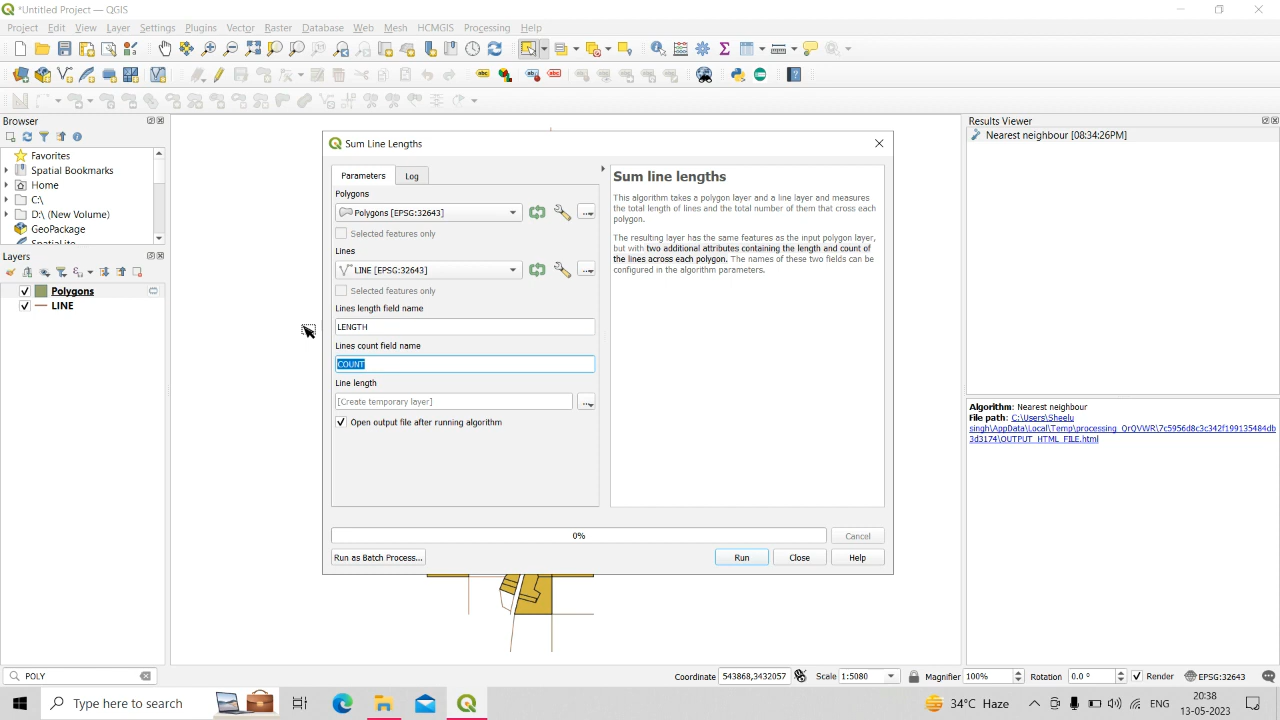 *Untitled Project — QGIS
Project Edit View Layer Settings Plugins Vector Raster Database Web Mesh HCMGIS Processing Help
Browser
Favorites
Spatial Bookmarks
Home
C:\
D:\ (New Volume)
GeoPackage
SpatiaLite
Layers
Polygons
LINE
Sum Line Lengths
Parameters Log
Polygons
Polygons [EPSG:32643]
Selected features only
Lines
LINE [EPSG:32643]
Selected features only
Lines length field name
LENGTH
Lines count field name
COUNT
Line length
[Create temporary layer]
Open output file after running algorithm
Sum line lengths
This algorithm takes a polygon layer and a line layer and measures
the total length of lines and the total number of them that cross each
polygon.
The resulting layer has the same features as the input polygon layer,
but with two additional attributes containing the length and count of
the lines across each polygon. The names of these two fields can be
configured in the algorithm parameters.
0%
Cancel
Run as Batch Process...
Run Close Help
Results Viewer
Nearest neighbour [08:34:26PM]
Algorithm: Nearest neighbour
File path: C:\Users\Sheelu
singh\AppData\Local\Temp\processing_QrQVWR\7c5956d8c3c342f199135484db
3d3174\OUTPUT_HTML_FILE.html
POLY
Coordinate 543868,3432057 Scale 1:5080 Magnifier 100% Rotation 0.0 ° Render EPSG:32643
Type here to search
34°C Haze
ENG
20:38
13-05-2023